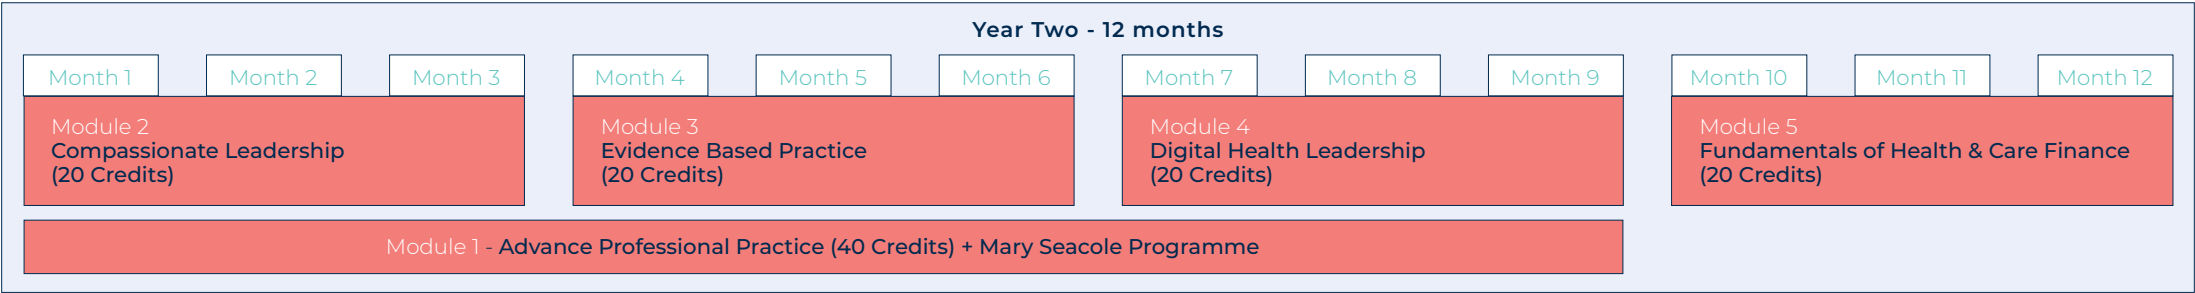 Year Two - 12 months
Month 1
Month 2
Month 3
Month 4
Month 5
Month 6
Month 7
Month 8
Month 9
Month 10
Month 11
Month 12
Module 2
Compassionate Leadership
(20 Credits)
Module 3
Evidence Based Practice
(20 Credits)
Module 4
Digital Health Leadership
(20 Credits)
Module 5
Fundamentals of Health & Care Finance
(20 Credits)
Module 1 - Advance Professional Practice (40 Credits) + Mary Seacole Programme